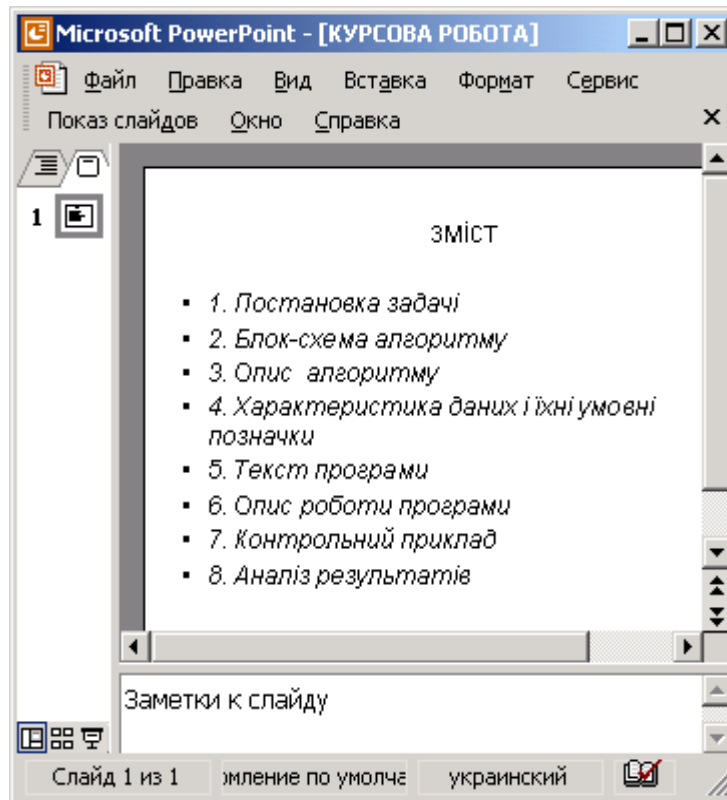 Microsoft PowerPoint - [КУРСОВА РОБОТА]
Файл Правка Вид Вставка Формат Сервис
Показ слайдов Окно Справка
1
зміст
▪ 1. Постановка задачі
▪ 2. Блок-схема алгоритму
▪ 3. Опис алгоритму
▪ 4. Характеристика даних і їхні умовні
позначки
▪ 5. Текст програми
▪ 6. Опис роботи програми
▪ 7. Контрольний приклад
▪ 8. Аналіз результатів
Заметки к слайду
Слайд 1 из 1 по украинский